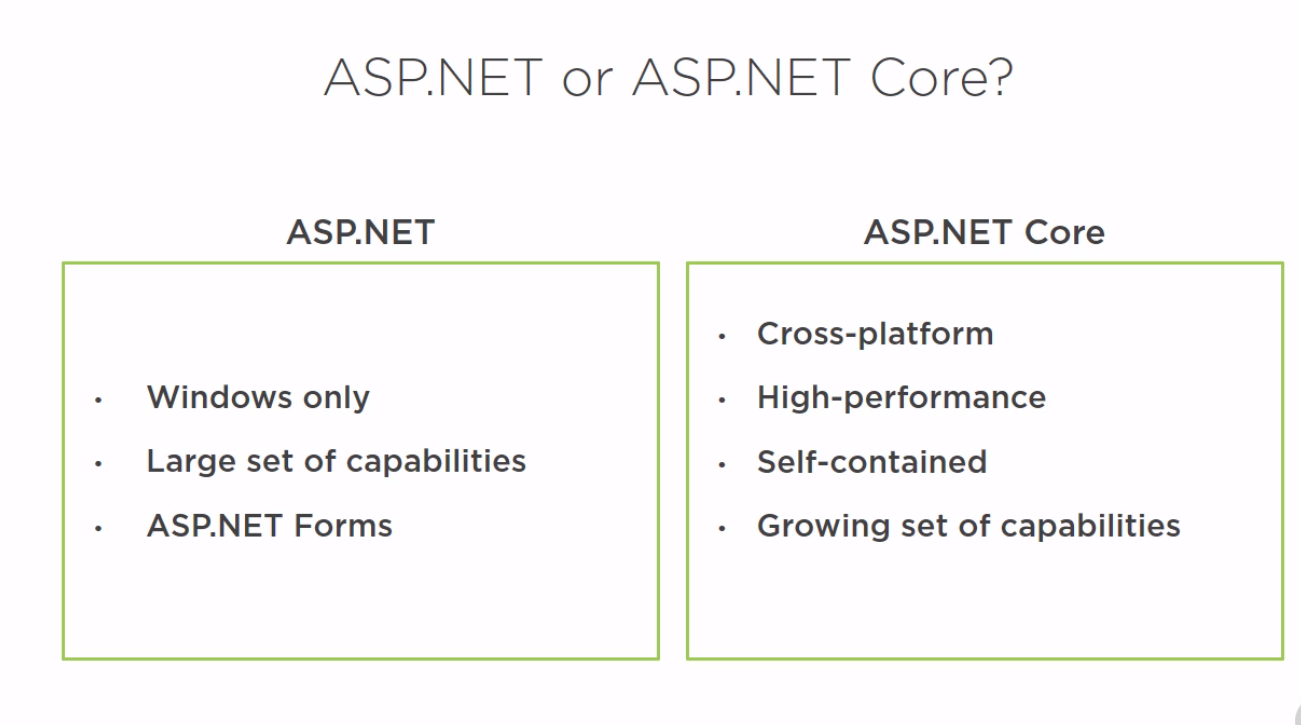 ASP.NET or ASP.NET Core?
ASP.NET
• Windows only
• Large set of capabilities
• ASP.NET Forms
ASP.NET Core
• Cross-platform
• High-performance
• Self-contained
• Growing set of capabilities